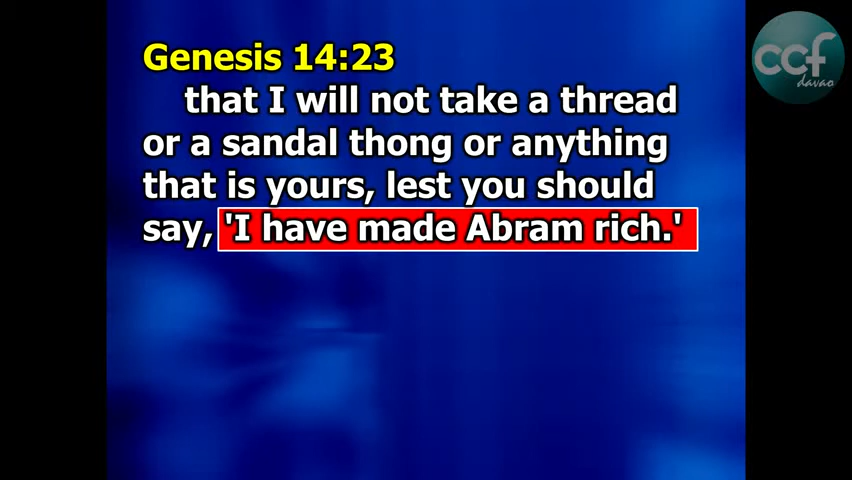 Genesis 14:23
that I will not take a thread
or a sandal thong or anything
that is yours, lest you should
say, 'I have made Abram rich.'
ccf
davao